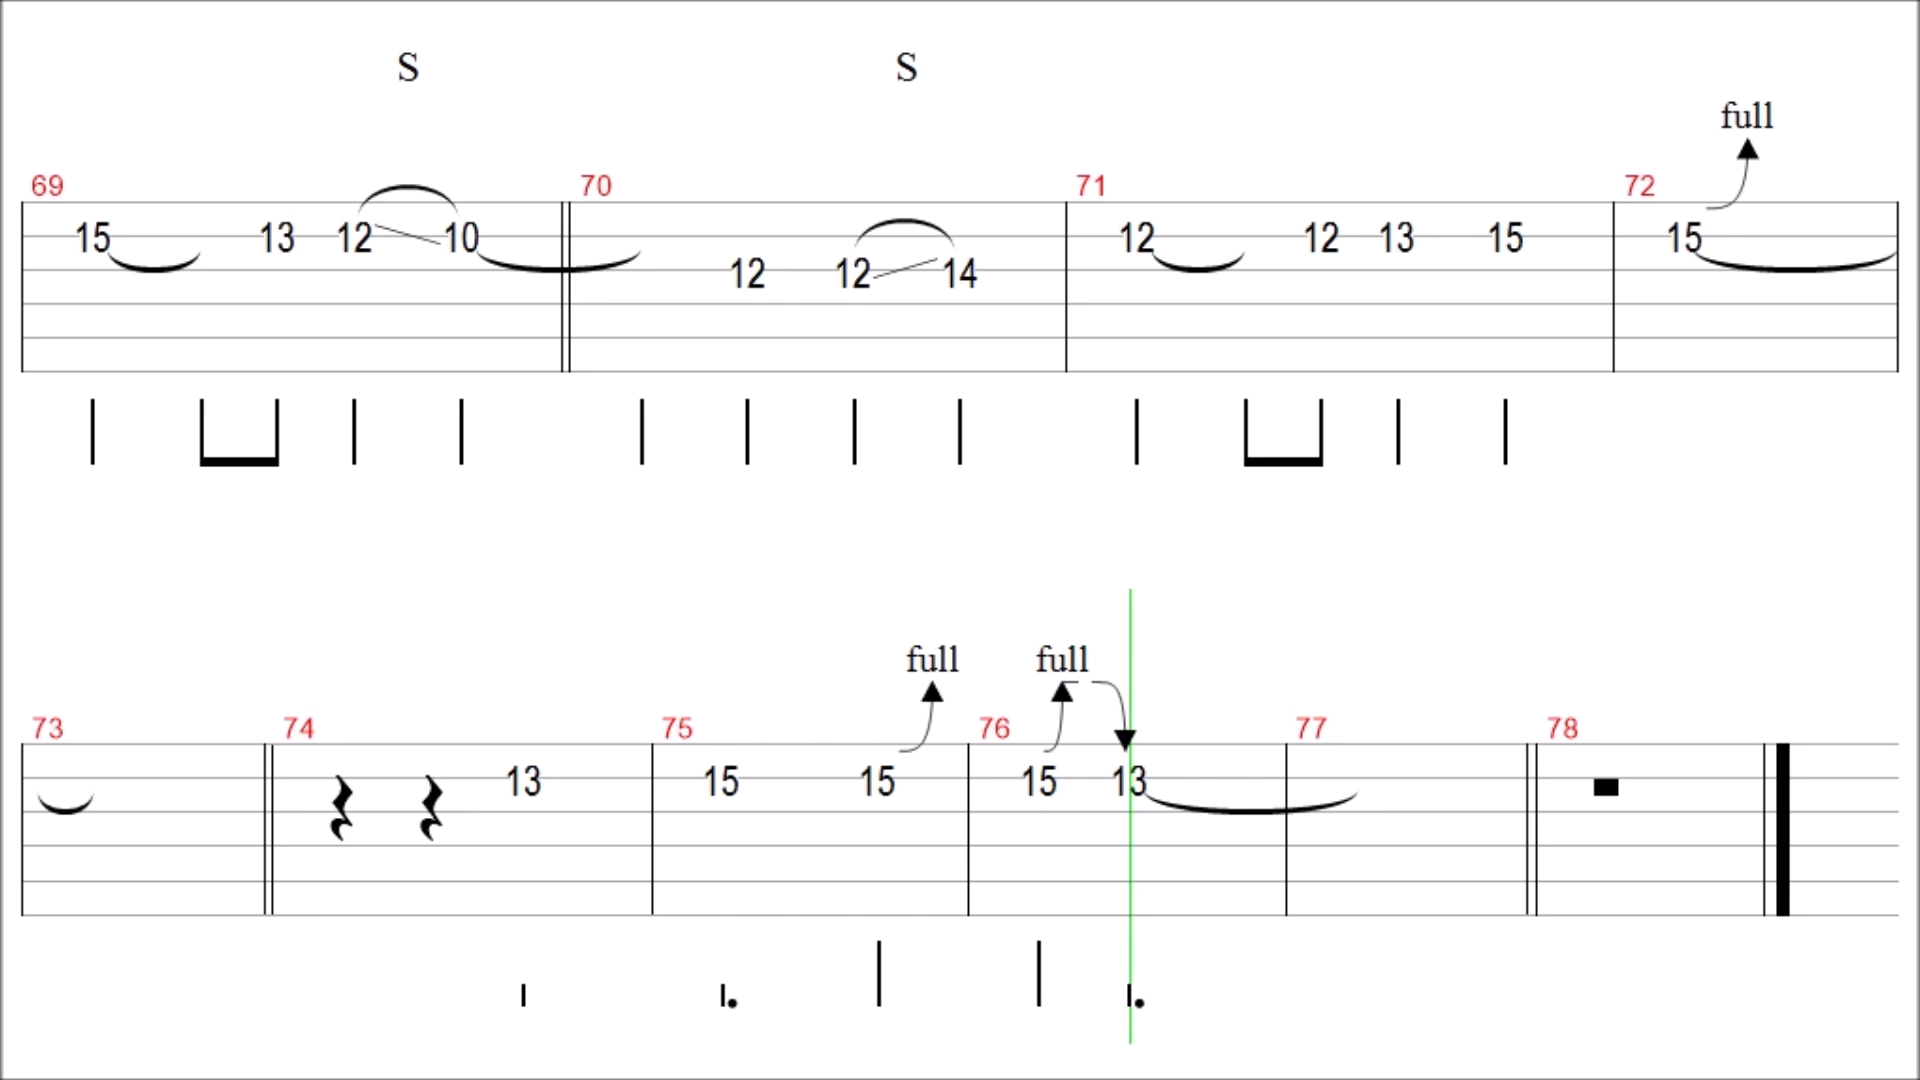 S S
full
69 70 71 72
15 13 12 10 12 12 14 12 12 13 15 15
full full
73 74 75 76 77 78
13 15 15 15 13